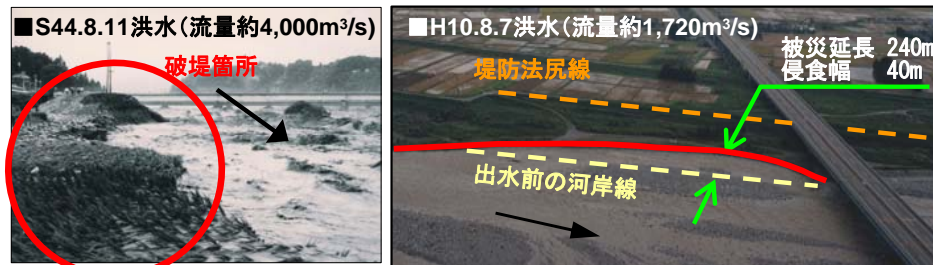 ■S44.8.11洪水(流量約4,000m³/s)
破堤箇所
■H10.8.7洪水(流量約1,720m³/s)
被災延長 240m
侵食幅 40m
堤防法尻線
出水前の河岸線